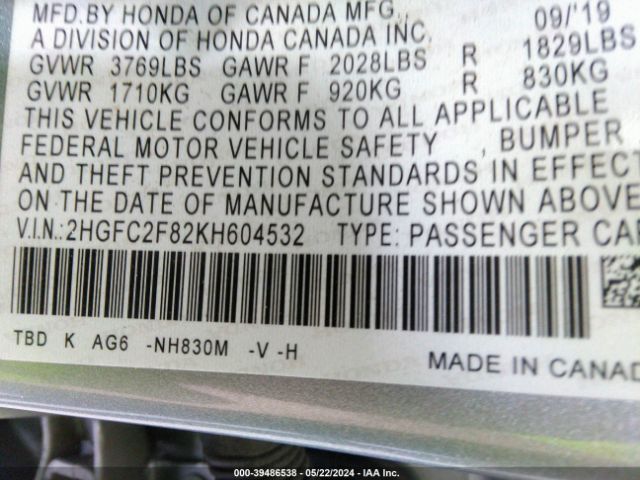 MFD.BY HONDA OF CANADA MFG., 09/'19
A DIVISION OF HONDA CANADA INC.
GVWR 3769LBS GAWR F 2028LBS R 1829LBS
GVWR 1710KG GAWR F 920KG R 830KG
THIS VEHICLE CONFORMS TO ALL APPLICABLE
FEDERAL MOTOR VEHICLE SAFETY , BUMPER
AND THEFT PREVENTION STANDARDS IN EFFECT
ON THE DATE OF MANUFACTURE SHOWN ABOVE
V.I.N.:2HGFC2F82KH604532 TYPE: PASSENGER CAR
TBD K AG6 -NH830M -V -H MADE IN CANAD
000-39486538 - 05/22/2024 - IAA Inc.